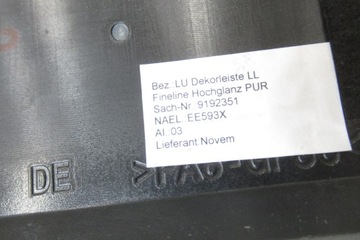 Bez.:LU Dekorleiste LL
Fineline Hochglanz PUR
Sach-Nr. 9192351
NAEL.:EE593X
AI :03
Lieferant Novem
DE